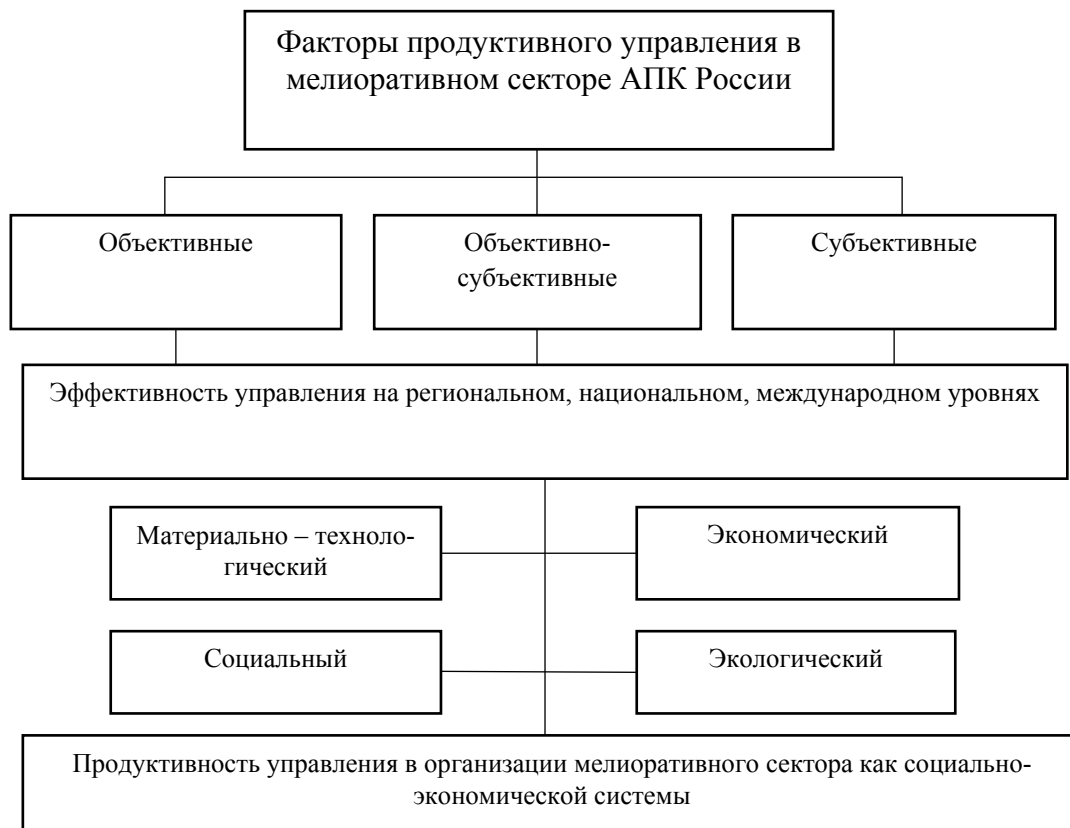 Факторы продуктивного управления в
мелиоративном секторе АПК России
Объективные
Объективно-
субъективные
Субъективные
Эффективность управления на региональном, национальном, международном уровнях
Материально – техноло-
гический
Экономический
Социальный
Экологический
Продуктивность управления в организации мелиоративного сектора как социально-
экономической системы